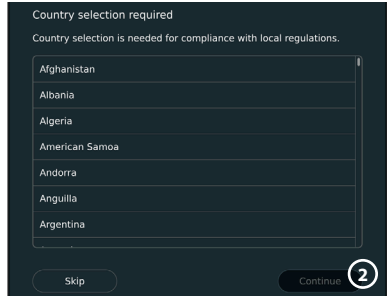 Country selection required
Country selection is needed for compliance with local regulations.
Afghanistan
Albania
Algeria
American Samoa
Andorra
Anguilla
Argentina
Skip
Continue
2